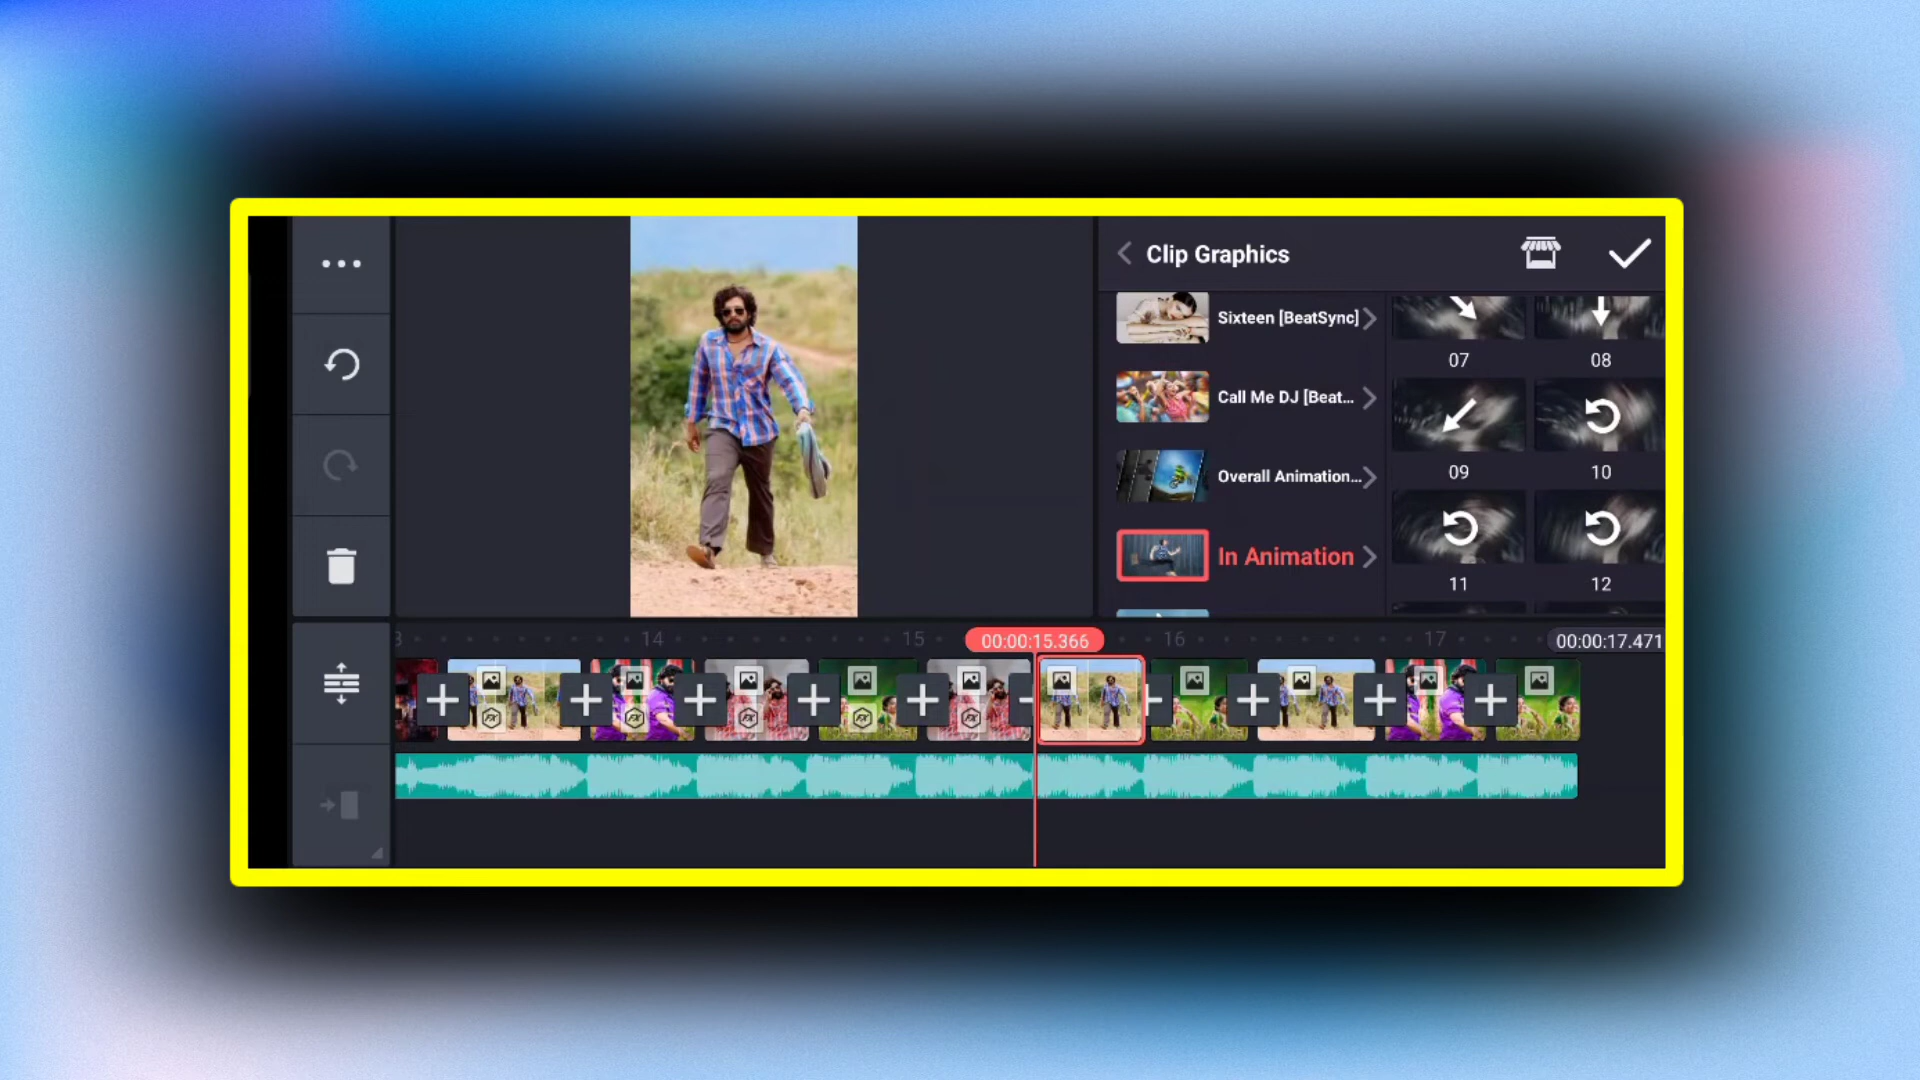 Clip Graphics
Sixteen [BeatSync]
Call Me DJ [Beat...
Overall Animation...
In Animation
07
08
09
10
11
12
3
14
15
00:00:15.366
16
17
00:00:17.471